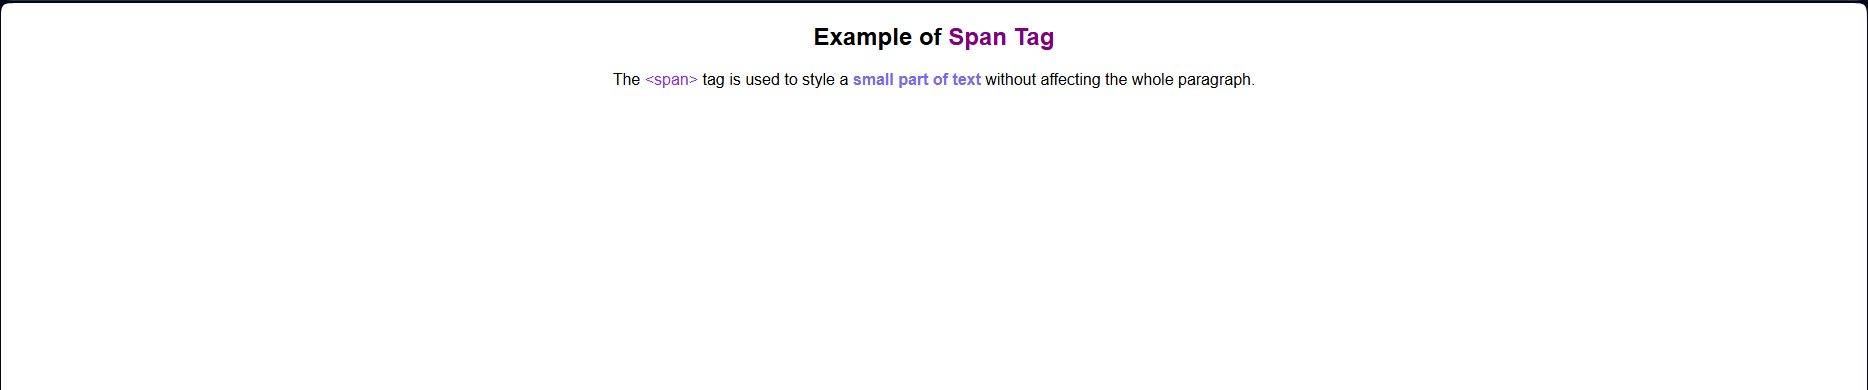 Example of Span Tag
The <span> tag is used to style a small part of text without affecting the whole paragraph.